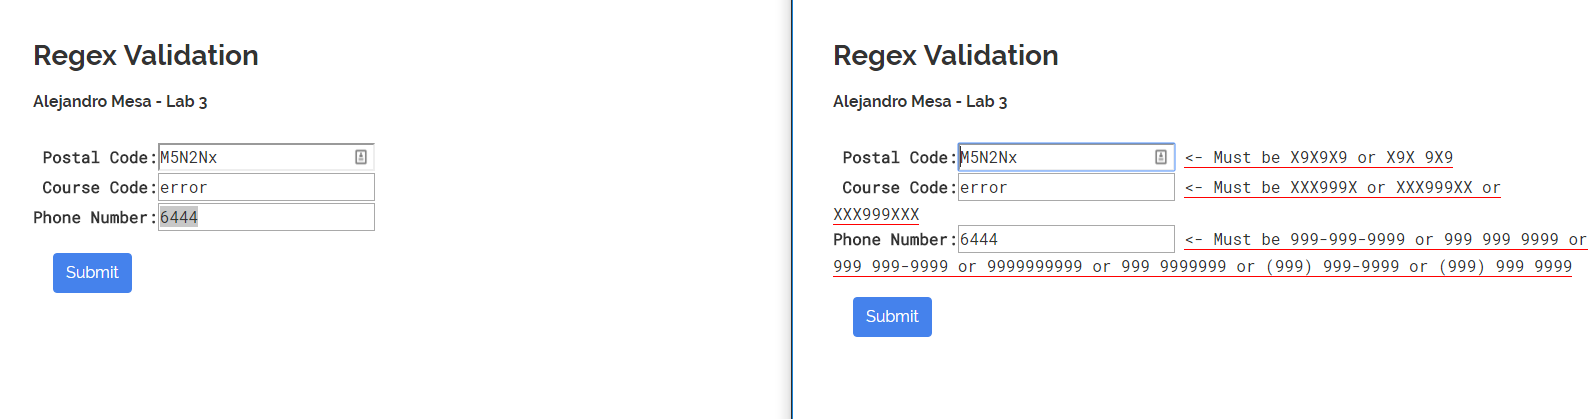 Regex Validation
Alejandro Mesa - Lab 3
Postal Code: M5N2Nx
Course Code: error
Phone Number: 6444
Submit
Regex Validation
Alejandro Mesa - Lab 3
Postal Code: M5N2Nx <- Must be X9X9X9 or X9X 9X9
Course Code: error <- Must be XXX999X or XXX999XX or
XXX999XXX
Phone Number: 6444 <- Must be 999-999-9999 or 999 999 9999 or
999 999-9999 or 9999999999 or 999 9999999 or (999) 999-9999 or (999) 999 9999
Submit